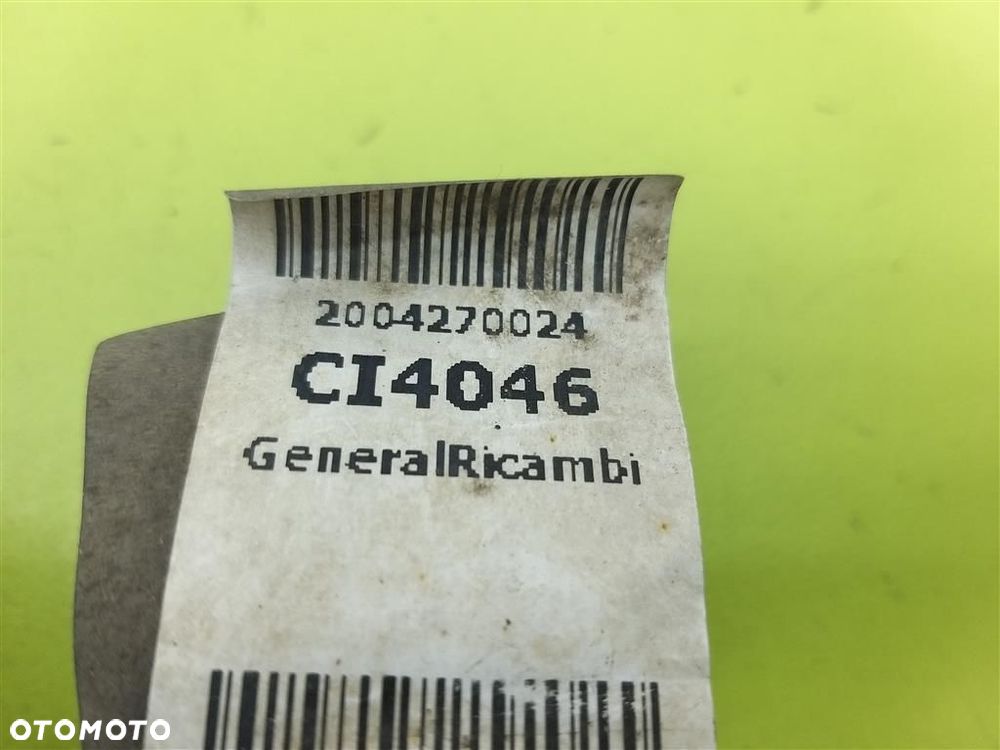 2004270024
CI4046
GeneralRicambi
OTOMOTO